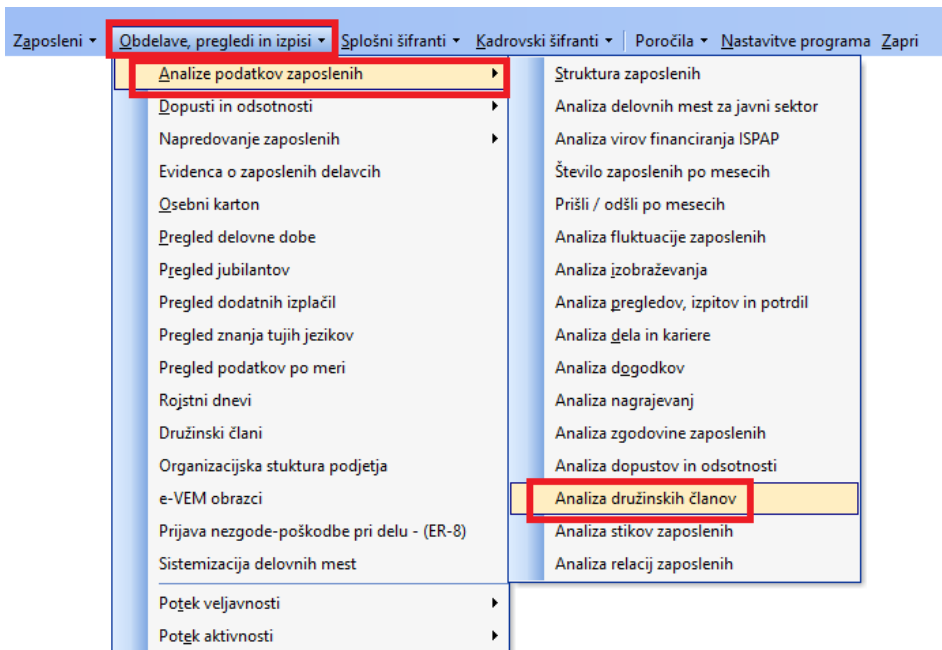 Zaposleni Obdelave, pregledi in izpisi Splošni šifranti Kadrovski šifranti Poročila Nastavitve programa Zapri
Analize podatkov zaposlenih
Dopusti in odsotnosti
Napredovanje zaposlenih
Evidenca o zaposlenih delavcih
Osebni karton
Pregled delovne dobe
Pregled jubilantov
Pregled dodatnih izplačil
Pregled znanja tujih jezikov
Pregled podatkov po meri
Rojstni dnevi
Družinski člani
Organizacijska stuktura podjetja
e-VEM obrazci
Prijava nezgode-poškodbe pri delu - (ER-8)
Sistemizacija delovnih mest
Potek veljavnosti
Potek aktivnosti
Struktura zaposlenih
Analiza delovnih mest za javni sektor
Analiza virov financiranja ISPAP
Število zaposlenih po mesecih
Prišli / odšli po mesecih
Analiza fluktuacije zaposlenih
Analiza izobraževanja
Analiza pregledov, izpitov in potrdil
Analiza dela in kariere
Analiza dogodkov
Analiza nagrajevanj
Analiza zgodovine zaposlenih
Analiza dopustov in odsotnosti
Analiza družinskih članov
Analiza stikov zaposlenih
Analiza relacij zaposlenih